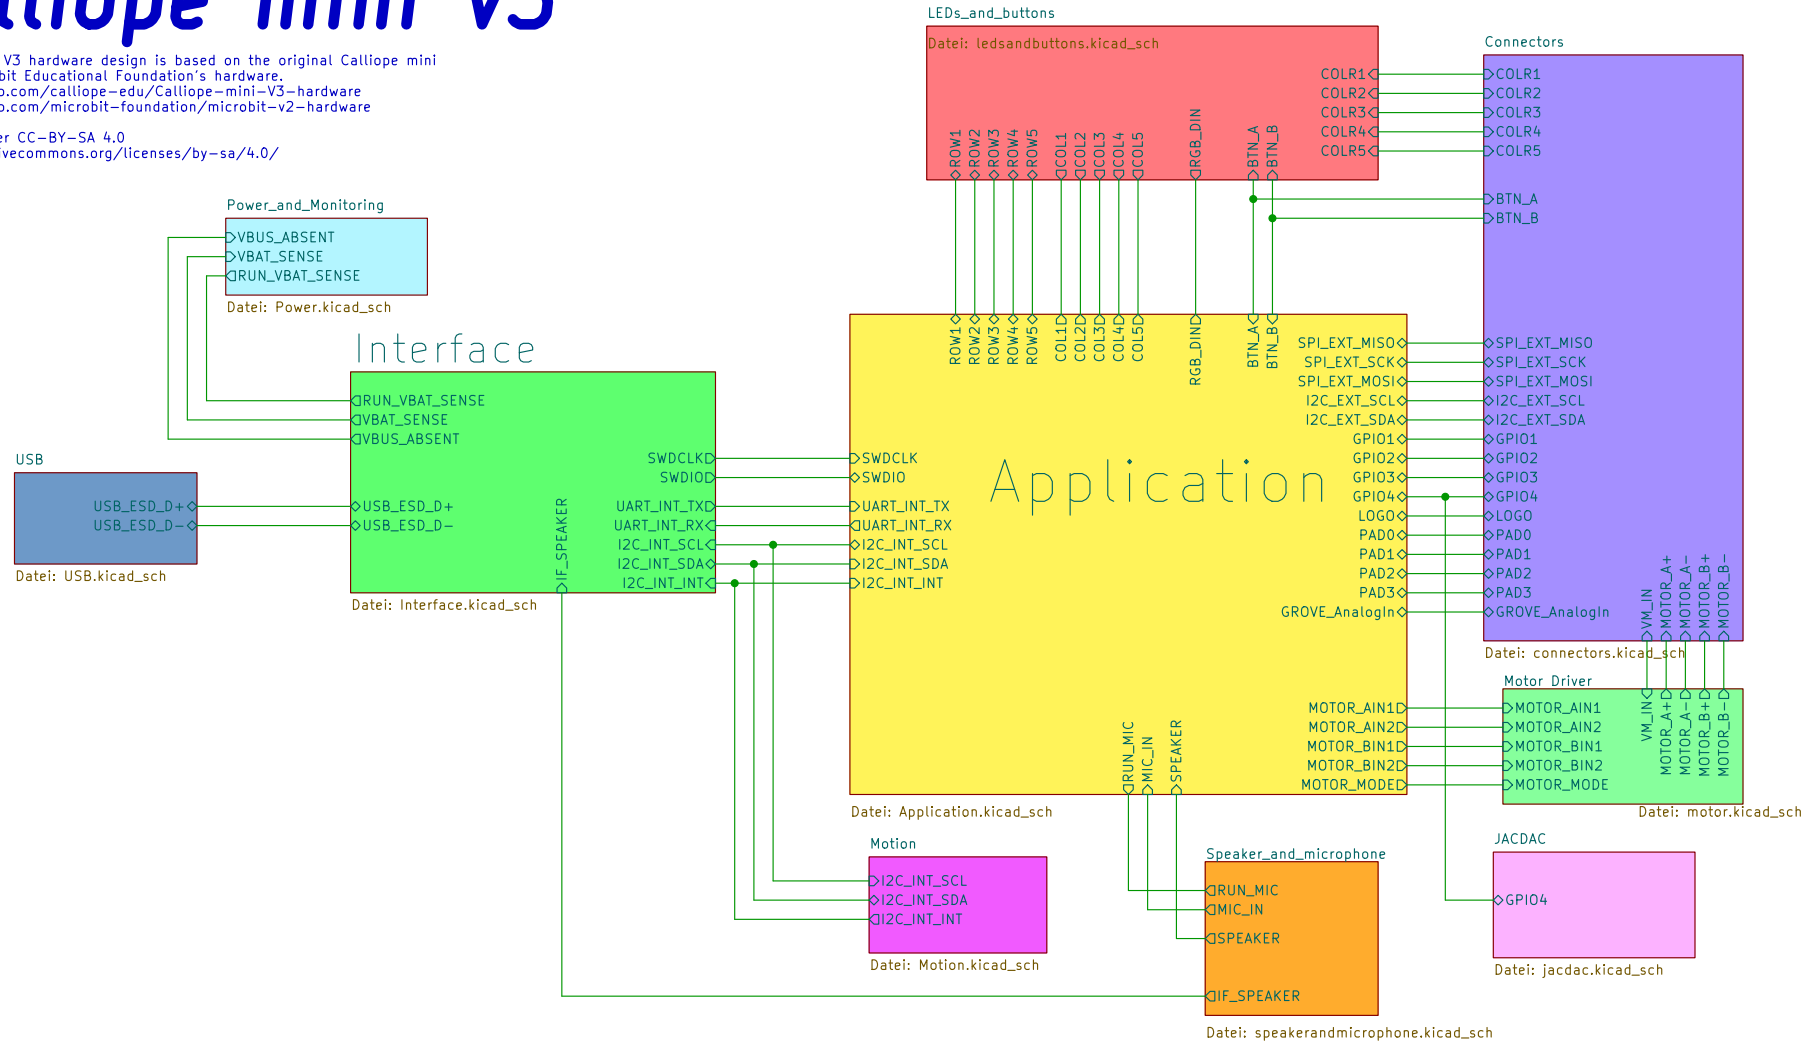 lliope mini V3
V3 hardware design is based on the original Calliope mini
bit Educational Foundation's hardware.
o.com/calliope-edu/Calliope-mini-V3-hardware
o.com/microbit-foundation/microbit-v2-hardware
er CC-BY-SA 4.0
ivecommons.org/licenses/by-sa/4.0/
LEDs_and_buttons
Datei: ledsandbuttons.kicad_sch
COLR1
COLR2
COLR3
COLR4
COLR5
ROW1
ROW2
ROW3
ROW4
ROW5
COL1
COL2
COL3
COL4
COL5
RGB_DIN
BTN_A
BTN_B
Connectors
COLR1
COLR2
COLR3
COLR4
COLR5
BTN_A
BTN_B
SPI_EXT_MISO
SPI_EXT_SCK
SPI_EXT_MOSI
I2C_EXT_SCL
I2C_EXT_SDA
GPIO1
GPIO2
GPIO3
GPIO4
LOGO
PAD0
PAD1
PAD2
PAD3
GROVE_AnalogIn
VM_IN
MOTOR_A+
MOTOR_A-
MOTOR_B+
MOTOR_B-
Datei: connectors.kicad_sch
Power_and_Monitoring
VBUS_ABSENT
VBAT_SENSE
RUN_VBAT_SENSE
Datei: Power.kicad_sch
Interface
RUN_VBAT_SENSE
VBAT_SENSE
VBUS_ABSENT
USB_ESD_D+
USB_ESD_D-
IF_SPEAKER
SWDCLK
SWDIO
UART_INT_TX
UART_INT_RX
I2C_INT_SCL
I2C_INT_SDA
I2C_INT_INT
Datei: Interface.kicad_sch
USB
USB_ESD_D+
USB_ESD_D-
Datei: USB.kicad_sch
Application
ROW1
ROW2
ROW3
ROW4
ROW5
COL1
COL2
COL3
COL4
COL5
RGB_DIN
BTN_A
BTN_B
SWDCLK
SWDIO
UART_INT_TX
UART_INT_RX
I2C_INT_SCL
I2C_INT_SDA
I2C_INT_INT
SPI_EXT_MISO
SPI_EXT_SCK
SPI_EXT_MOSI
I2C_EXT_SCL
I2C_EXT_SDA
GPIO1
GPIO2
GPIO3
GPIO4
LOGO
PAD0
PAD1
PAD2
PAD3
GROVE_AnalogIn
MOTOR_AIN1
MOTOR_AIN2
MOTOR_BIN1
MOTOR_BIN2
MOTOR_MODE
RUN_MIC
MIC_IN
SPEAKER
Datei: Application.kicad_sch
Motor Driver
MOTOR_AIN1
MOTOR_AIN2
MOTOR_BIN1
MOTOR_BIN2
MOTOR_MODE
VM_IN
MOTOR_A+
MOTOR_A-
MOTOR_B+
MOTOR_B-
Datei: motor.kicad_sch
Motion
I2C_INT_SCL
I2C_INT_SDA
I2C_INT_INT
Datei: Motion.kicad_sch
Speaker_and_microphone
RUN_MIC
MIC_IN
SPEAKER
IF_SPEAKER
Datei: speakerandmicrophone.kicad_sch
JACDAC
GPIO4
Datei: jacdac.kicad_sch